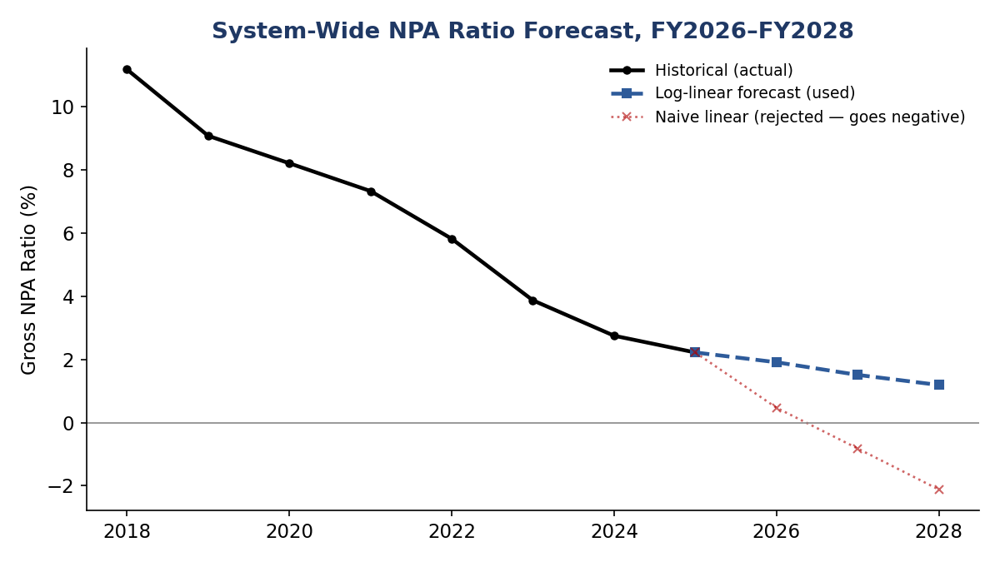 System-Wide NPA Ratio Forecast, FY2026–FY2028
Historical (actual)
Log-linear forecast (used)
Naive linear (rejected — goes negative)
Gross NPA Ratio (%)
10
8
6
4
2
0
−2
2018 2020 2022 2024 2026 2028